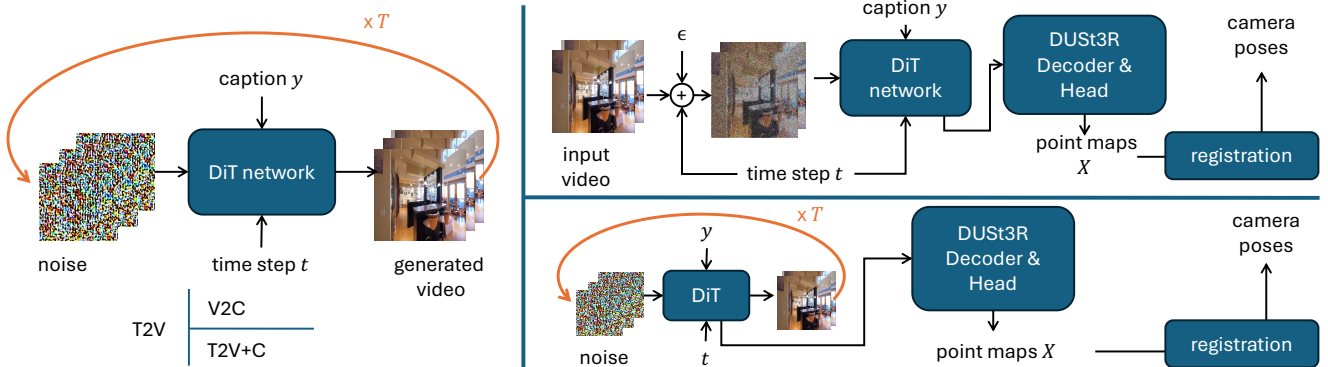 x T
caption y
DiT network
noise
time step t
generated
video
T2V
V2C
T2V+C
ϵ
+
input
video
caption y
DiT
network
time step t
DUSt3R
Decoder &
Head
point maps
X
registration
camera
poses
x T
y
DiT
noise
t
DUSt3R
Decoder &
Head
point maps X
registration
camera
poses